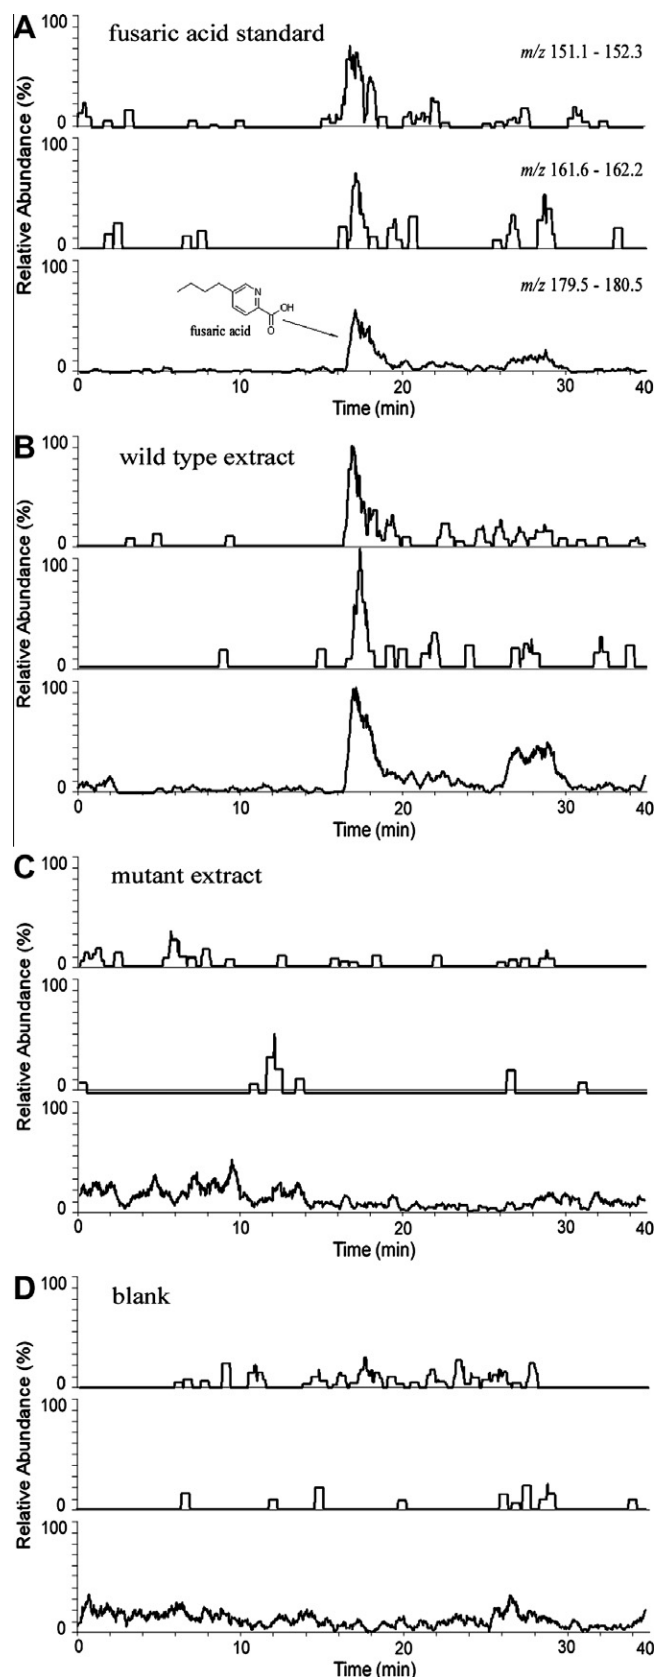 A
fusaric acid standard
m/z 151.1 - 152.3
100
0
m/z 161.6 - 162.2
100
0
m/z 179.5 - 180.5
100
0
N
OH
O
fusaric acid
Relative Abundance (%)
0 10 20 30 40
Time (min)
B
wild type extract
100
0
100
0
100
0
Relative Abundance (%)
0 10 20 30 40
Time (min)
C
mutant extract
100
0
100
0
100
0
Relative Abundance (%)
0 10 20 30 40
Time (min)
D
blank
100
0
100
0
100
0
Relative Abundance (%)
0 10 20 30 40
Time (min)